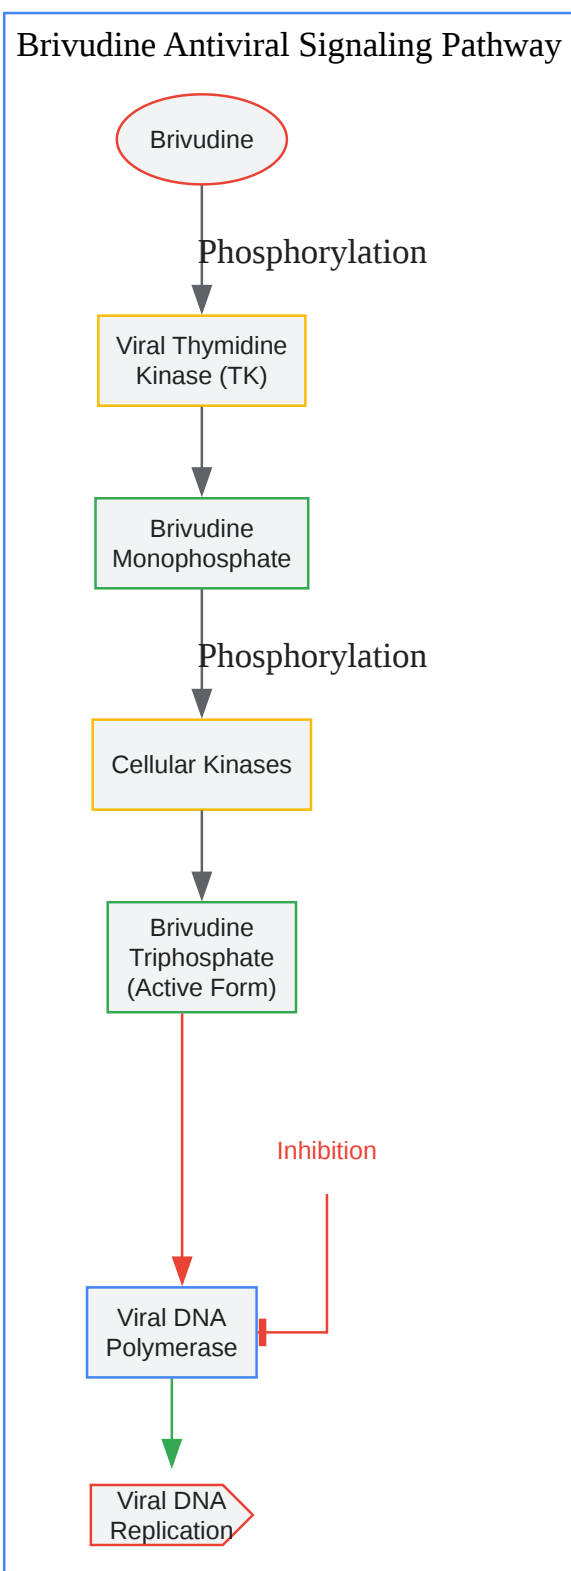 Brivudine Antiviral Signaling Pathway
Brivudine
Phosphorylation
Viral Thymidine
Kinase (TK)
Brivudine
Monophosphate
Phosphorylation
Cellular Kinases
Brivudine
Triphosphate
(Active Form)
Inhibition
Viral DNA
Polymerase
Viral DNA
Replication